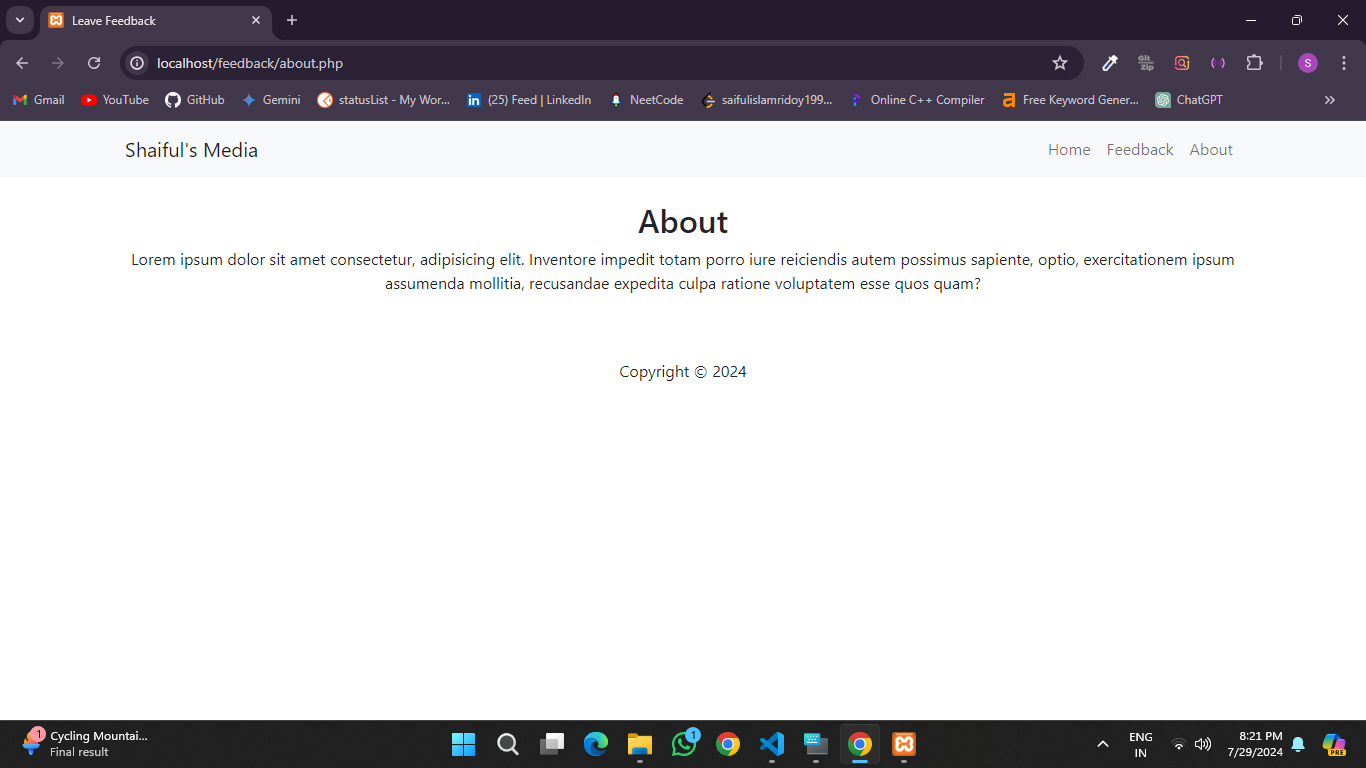 Leave Feedback
localhost/feedback/about.php
S
Gmail
YouTube
GitHub
Gemini
statusList - My Wor...
(25) Feed | LinkedIn
NeetCode
saifulislamridoy199...
Online C++ Compiler
Free Keyword Gener...
ChatGPT
Shaiful's Media
Home
Feedback
About
About
Lorem ipsum dolor sit amet consectetur, adipisicing elit. Inventore impedit totam porro iure reiciendis autem possimus sapiente, optio, exercitationem ipsum
assumenda mollitia, recusandae expedita culpa ratione voluptatem esse quos quam?
Copyright © 2024
1
Cycling Mountai...
Final result
1
ENG
IN
8:21 PM
7/29/2024
PRE